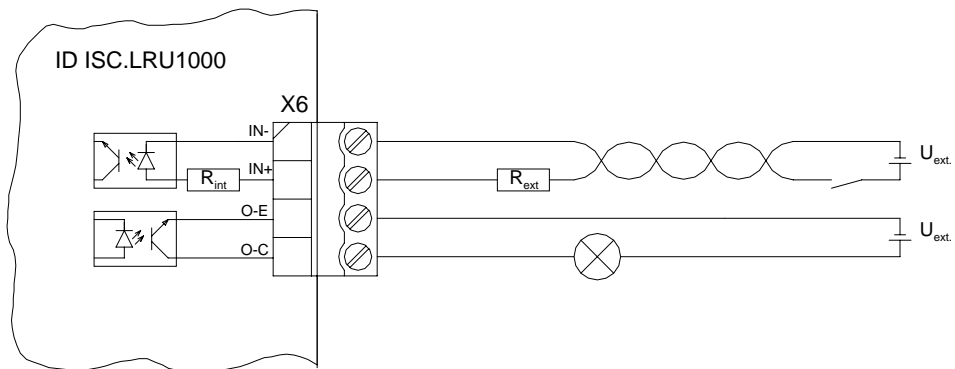 ID ISC.LRU1000
X6
IN-
IN+
Rint
Rext
Uext.
O-E
O-C
Uext.